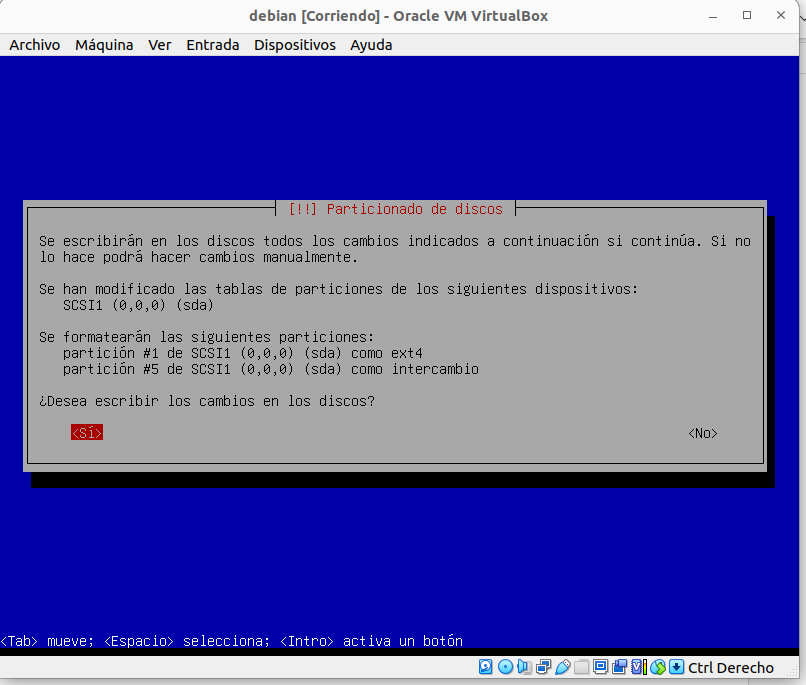 debian [Corriendo] - Oracle VM VirtualBox
Archivo Máquina Ver Entrada Dispositivos Ayuda
[!!] Particionado de discos
Se escribirán en los discos todos los cambios indicados a continuación si continúa. Si no
lo hace podrá hacer cambios manualmente.
Se han modificado las tablas de particiones de los siguientes dispositivos:
SCSI1 (0,0,0) (sda)
Se formatearán las siguientes particiones:
partición #1 de SCSI1 (0,0,0) (sda) como ext4
partición #5 de SCSI1 (0,0,0) (sda) como intercambio
¿Desea escribir los cambios en los discos?
<Sí> <No>
<Tab> mueve; <Espacio> selecciona; <Intro> activa un botón
Ctrl Derecho